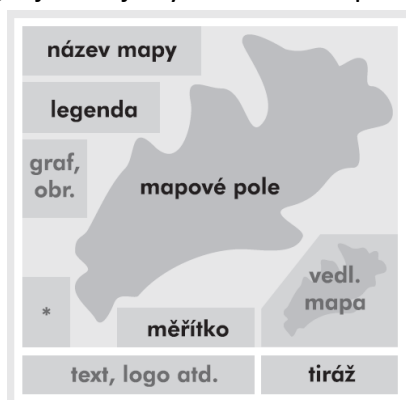 název mapy
legenda
graf,
obr.
mapové pole
vedl.
mapa
*
měřítko
text, logo atd.
tiráž